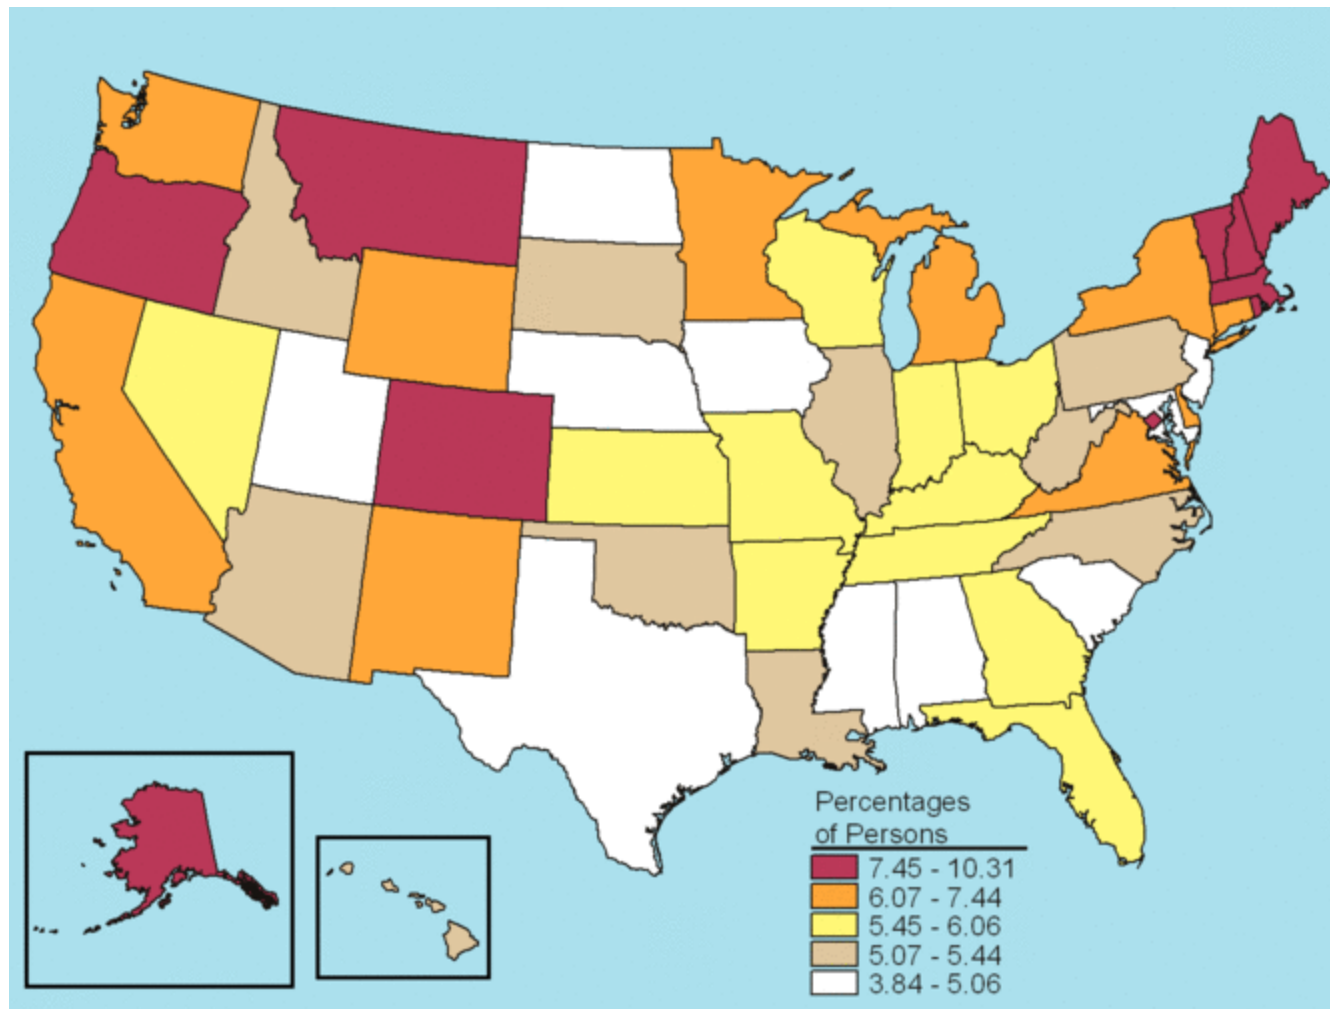 Percentages
of Persons
7.45 - 10.31
6.07 - 7.44
5.45 - 6.06
5.07 - 5.44
3.84 - 5.06